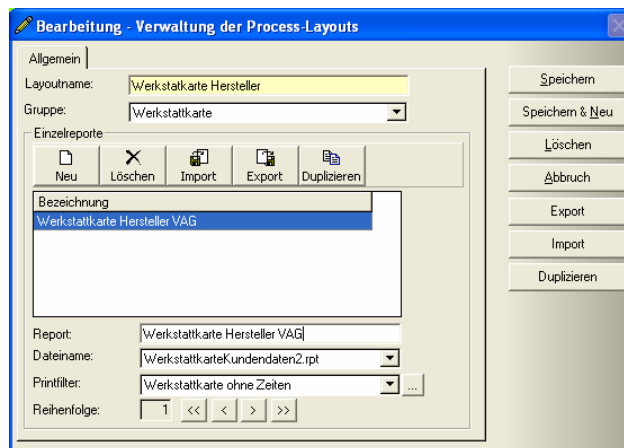 Bearbeitung - Verwaltung der Process-Layouts
Allgemein
Layoutname: Werkstatkarte Hersteller
Gruppe: Werkstattkarte
Einzelreporte
Neu Löschen Import Export Duplizieren
Bezeichnung
Werkstattkarte Hersteller VAG
Report: Werkstattkarte Hersteller VAG
Dateiname: WerkstattkarteKundendaten2.rpt
Printfilter: Werkstattkarte ohne Zeiten ...
Reihenfolge: 1 << < > >>
Speichern
Speichern & Neu
Löschen
Abbruch
Export
Import
Duplizieren